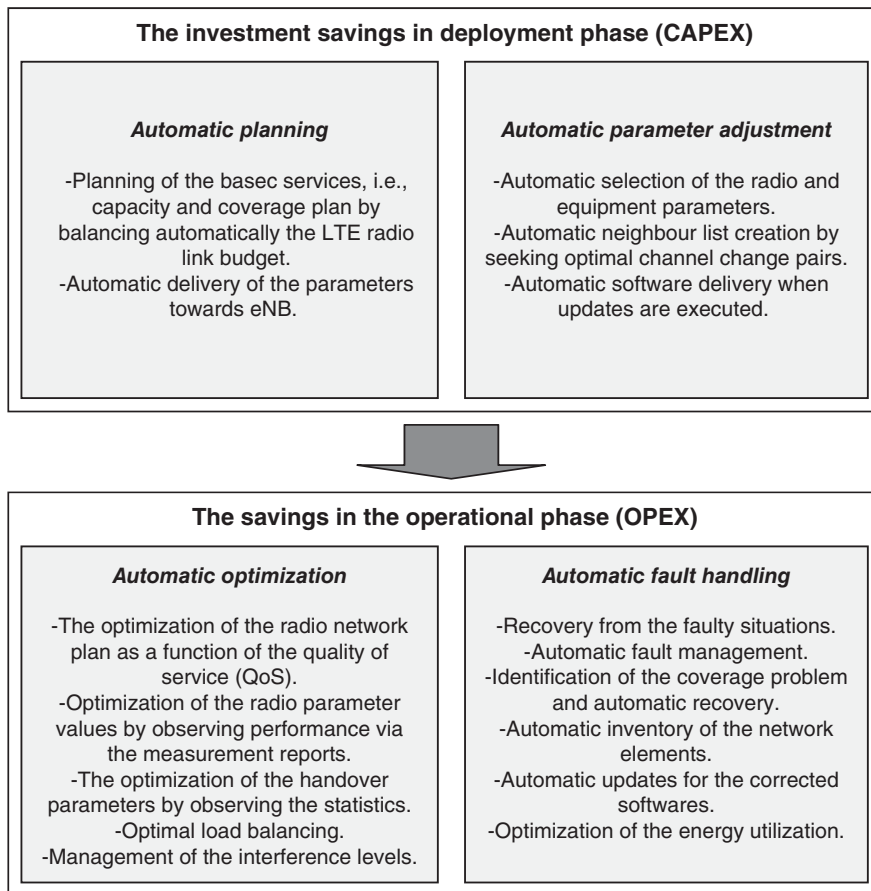 The investment savings in deployment phase (CAPEX)
Automatic planning
-Planning of the basec services, i.e.,
capacity and coverage plan by
balancing automatically the LTE radio
link budget.
-Automatic delivery of the parameters
towards eNB.
Automatic parameter adjustment
-Automatic selection of the radio and
equipment parameters.
-Automatic neighbour list creation by
seeking optimal channel change pairs.
-Automatic software delivery when
updates are executed.
The savings in the operational phase (OPEX)
Automatic optimization
-The optimization of the radio network
plan as a function of the quality of
service (QoS).
-Optimization of the radio parameter
values by observing performance via
the measurement reports.
-The optimization of the handover
parameters by observing the statistics.
-Optimal load balancing.
-Management of the interference levels.
Automatic fault handling
-Recovery from the faulty situations.
-Automatic fault management.
-Identification of the coverage problem
and automatic recovery.
-Automatic inventory of the network
elements.
-Automatic updates for the corrected
softwares.
-Optimization of the energy utilization.